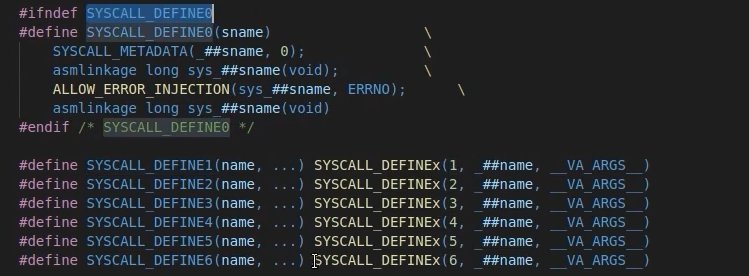 #ifndef SYSCALL_DEFINE0
#define SYSCALL_DEFINE0(sname) \
SYSCALL_METADATA(_##sname, 0); \
asmlinkage long sys_##sname(void); \
ALLOW_ERROR_INJECTION(sys_##sname, ERRNO); \
asmlinkage long sys_##sname(void)
#endif /* SYSCALL_DEFINE0 */
#define SYSCALL_DEFINE1(name, ...) SYSCALL_DEFINEx(1, _##name, __VA_ARGS__)
#define SYSCALL_DEFINE2(name, ...) SYSCALL_DEFINEx(2, _##name, __VA_ARGS__)
#define SYSCALL_DEFINE3(name, ...) SYSCALL_DEFINEx(3, _##name, __VA_ARGS__)
#define SYSCALL_DEFINE4(name, ...) SYSCALL_DEFINEx(4, _##name, __VA_ARGS__)
#define SYSCALL_DEFINE5(name, ...) SYSCALL_DEFINEx(5, _##name, __VA_ARGS__)
#define SYSCALL_DEFINE6(name, ...) SYSCALL_DEFINEx(6, _##name, __VA_ARGS__)